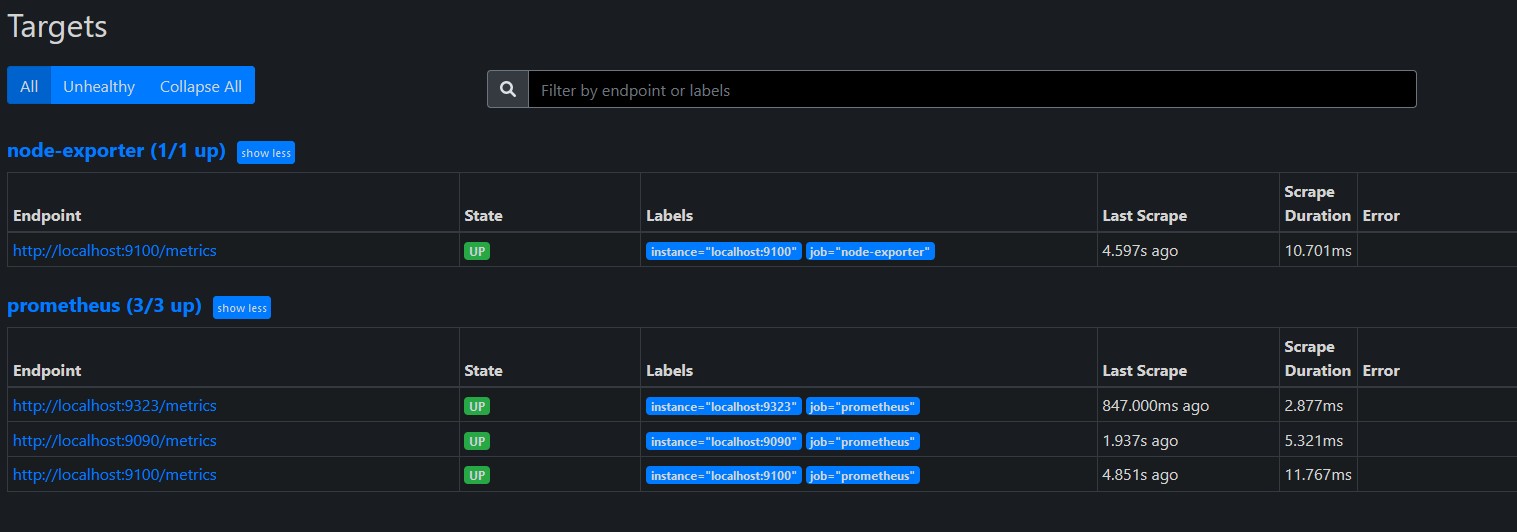 Targets
All Unhealthy Collapse All Filter by endpoint or labels
node-exporter (1/1 up) show less
Endpoint State Labels Last Scrape Scrape Duration Error
http://localhost:9100/metrics UP instance="localhost:9100" job="node-exporter" 4.597s ago 10.701ms
prometheus (3/3 up) show less
Endpoint State Labels Last Scrape Scrape Duration Error
http://localhost:9323/metrics UP instance="localhost:9323" job="prometheus" 847.000ms ago 2.877ms
http://localhost:9090/metrics UP instance="localhost:9090" job="prometheus" 1.937s ago 5.321ms
http://localhost:9100/metrics UP instance="localhost:9100" job="prometheus" 4.851s ago 11.767ms